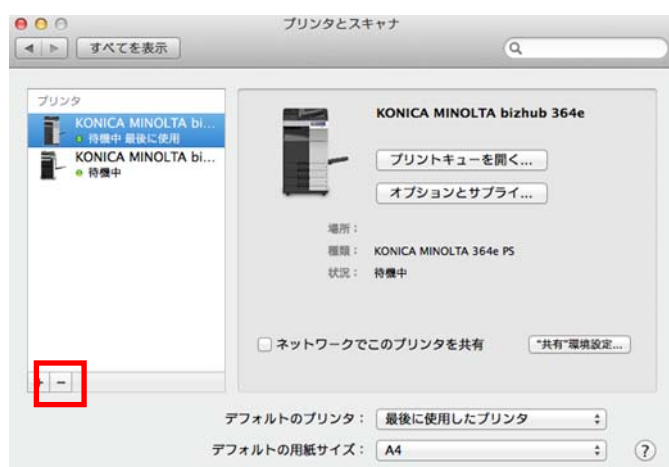 プリンタとスキャナ
すべてを表示
プリンタ
KONICA MINOLTA bi...
待機中 最後に使用
KONICA MINOLTA bi...
待機中
KONICA MINOLTA bizhub 364e
プリントキューを開く...
オプションとサプライ...
場所：
種類： KONICA MINOLTA 364e PS
状況： 待機中
ネットワークでこのプリンタを共有 "共有"環境設定...
+ −
デフォルトのプリンタ： 最後に使用したプリンタ
デフォルトの用紙サイズ： A4 ?